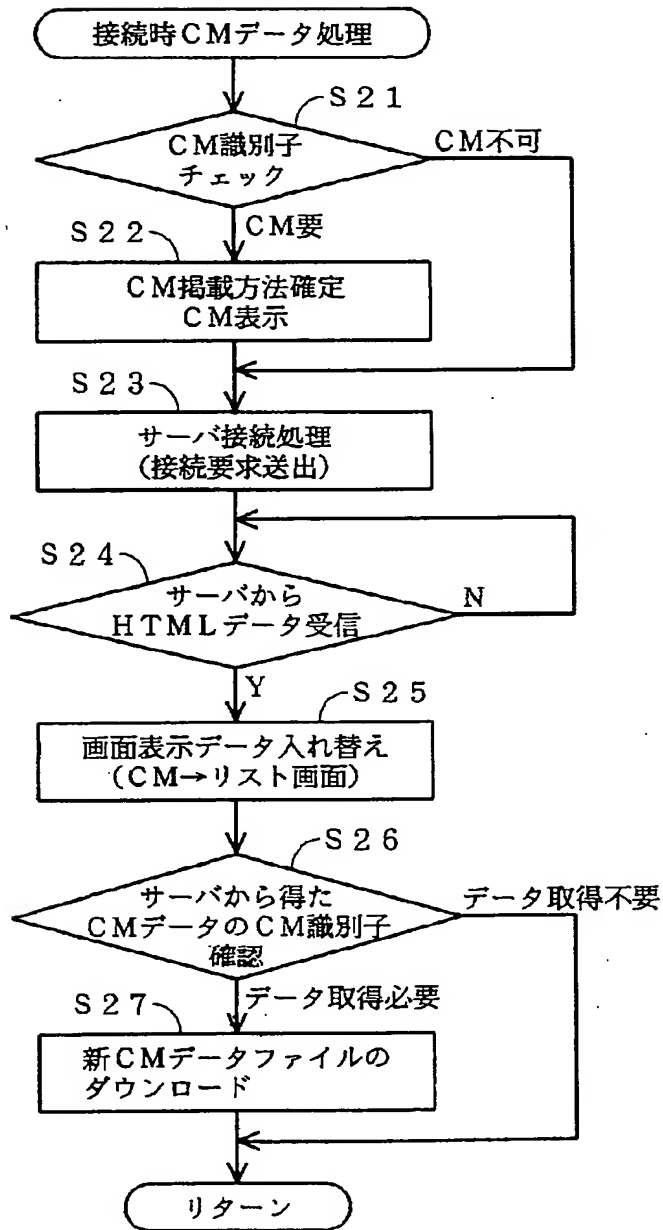 接続時CMデータ処理
S21
CM識別子
チェック
CM不可
CM要
S22
CM掲載方法確定
CM表示
S23
サーバ接続処理
(接続要求送出)
S24
サーバから
HTMLデータ受信
N
Y
S25
画面表示データ入れ替え
(CM→リスト画面)
S26
サーバから得た
CMデータのCM識別子
確認
データ取得不要
データ取得必要
S27
新CMデータファイルの
ダウンロード
リターン